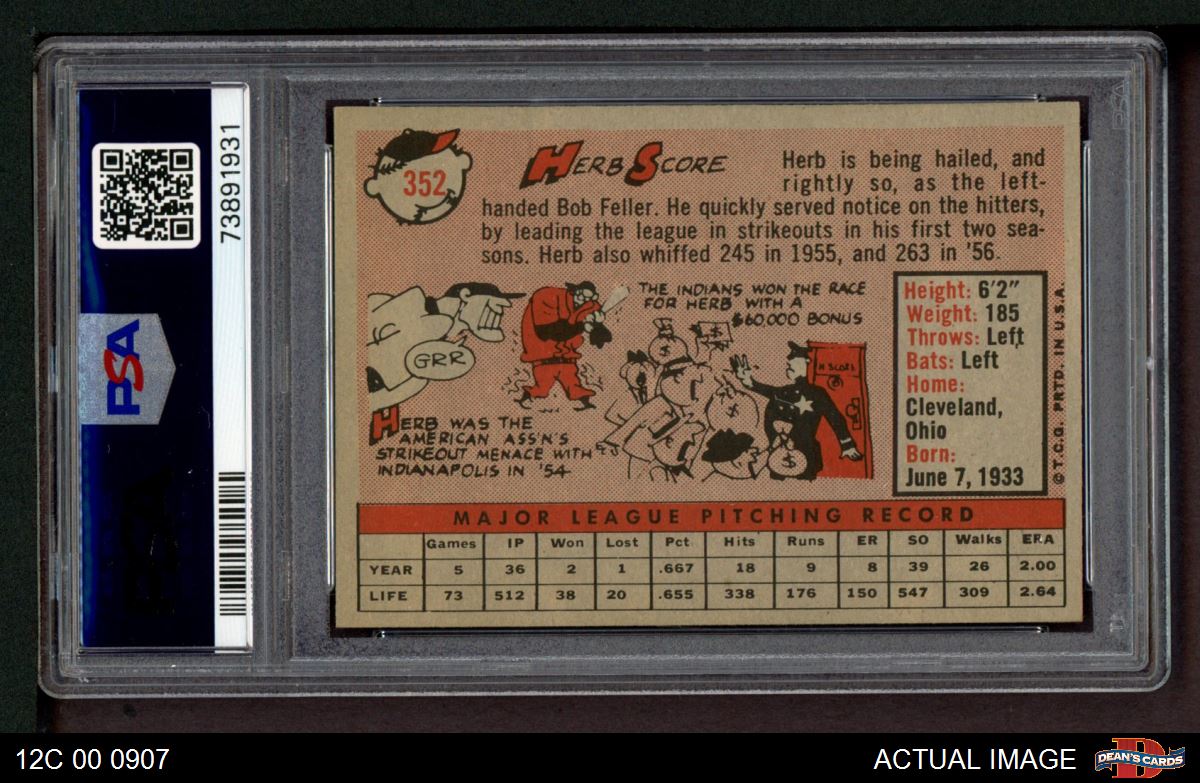 73891931
PSA
352
HERB SCORE
Herb is being hailed, and
rightly so, as the left-
handed Bob Feller. He quickly served notice on the hitters,
by leading the league in strikeouts in his first two sea-
sons. Herb also whiffed 245 in 1955, and 263 in '56.
GRR
HERB WAS THE
AMERICAN ASS'N'S
STRIKEOUT MENACE WITH
INDIANAPOLIS IN '54
THE INDIANS WON THE RACE
FOR HERB WITH A
$60,000 BONUS
$
$
$
$
H SCORE
Height: 6'2"
Weight: 185
Throws: Left
Bats: Left
Home:
Cleveland,
Ohio
Born:
June 7, 1933
© T.C.G. PRTD. IN U.S.A.
MAJOR LEAGUE PITCHING RECORD
Games IP Won Lost Pct. Hits Runs ER SO Walks ERA
YEAR 5 36 2 1 .667 18 9 8 39 26 2.00
LIFE 73 512 38 20 .655 338 176 150 547 309 2.64
12C 00 0907
ACTUAL IMAGE
D
DEAN'S CARDS